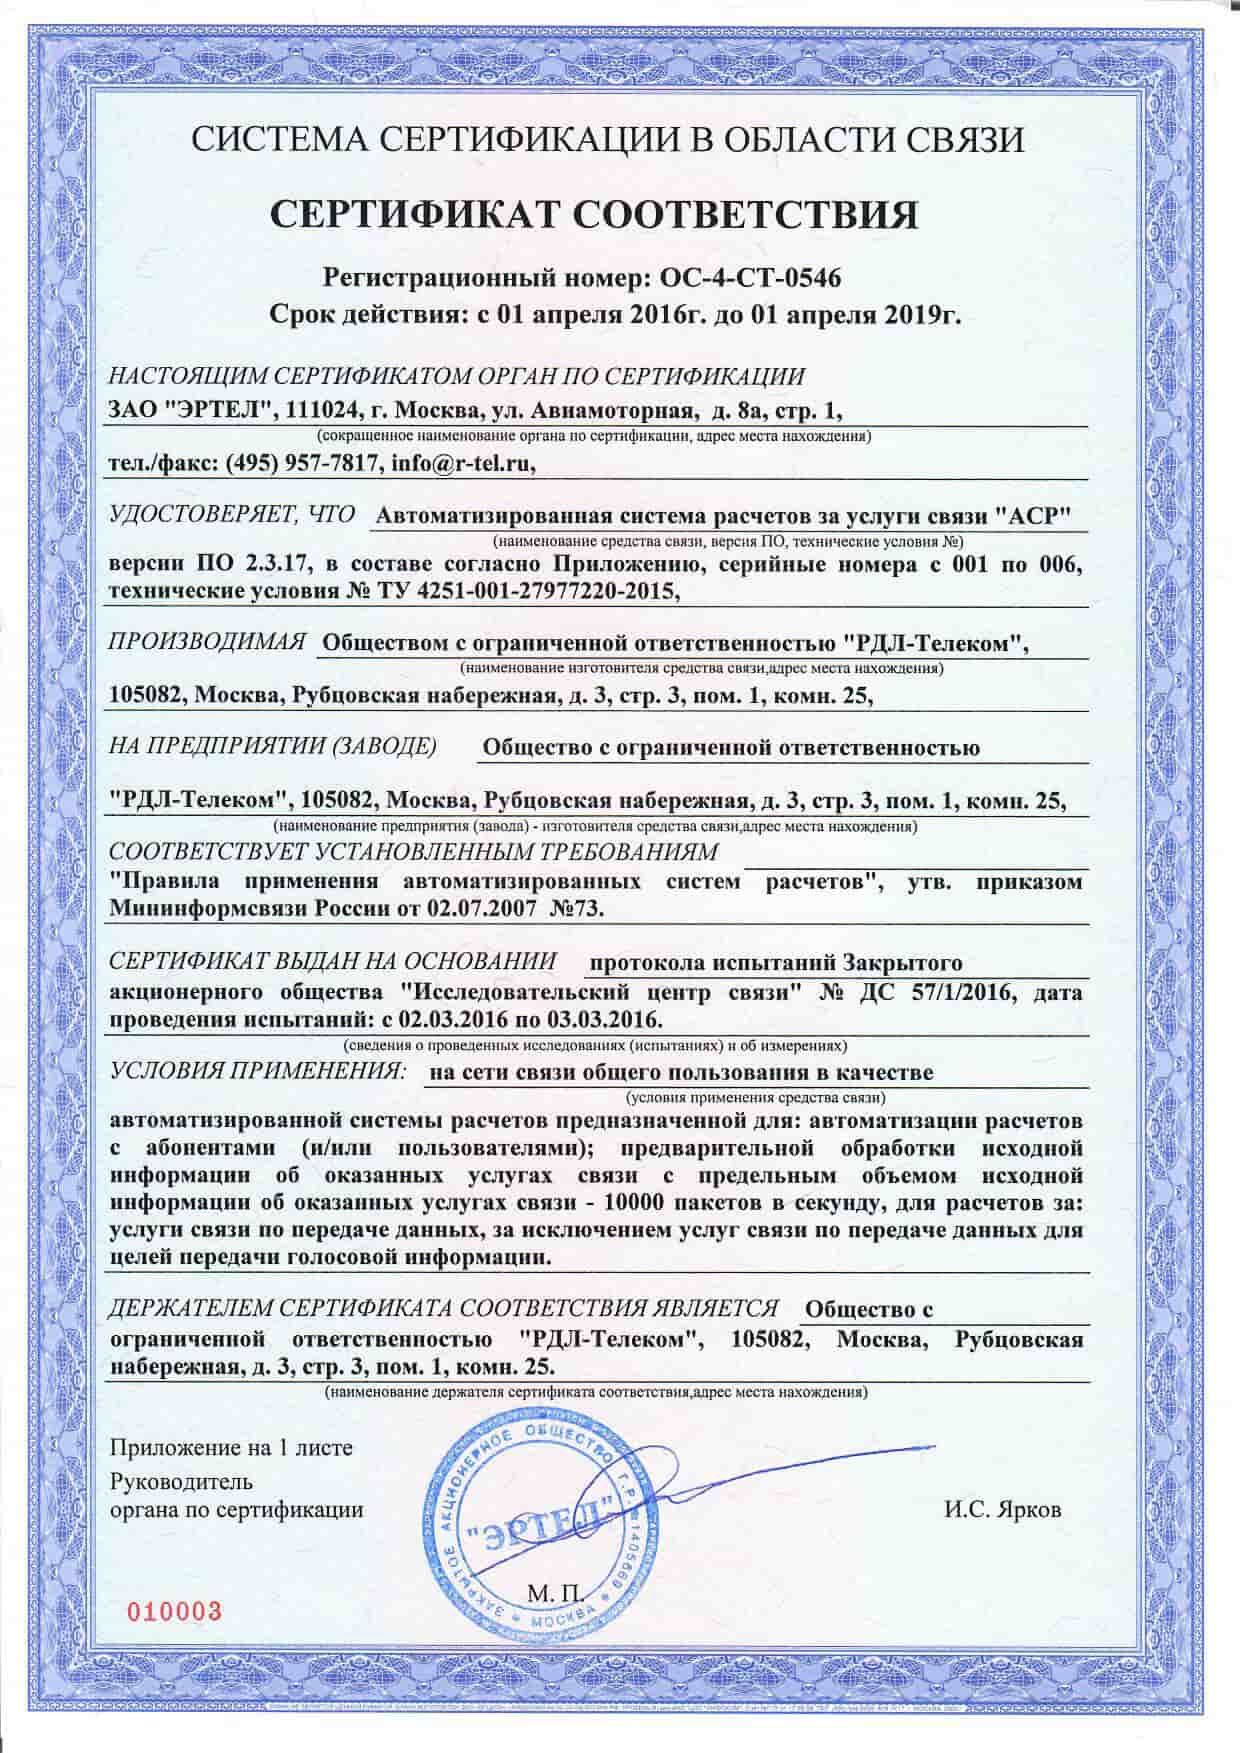 СИСТЕМА СЕРТИФИКАЦИИ В ОБЛАСТИ СВЯЗИ
СЕРТИФИКАТ СООТВЕТСТВИЯ
Регистрационный номер: ОС-4-СТ-0546
Срок действия: с 01 апреля 2016г. до 01 апреля 2019г.
НАСТОЯЩИМ СЕРТИФИКАТОМ ОРГАН ПО СЕРТИФИКАЦИИ
ЗАО "ЭРТЕЛ", 111024, г. Москва, ул. Авиамоторная, д. 8а, стр. 1,
(сокращенное наименование органа по сертификации, адрес места нахождения)
тел./факс: (495) 957-7817, info@r-tel.ru,
УДОСТОВЕРЯЕТ, ЧТО Автоматизированная система расчетов за услуги связи "АСР"
(наименование средства связи, версия ПО, технические условия №)
версии ПО 2.3.17, в составе согласно Приложению, серийные номера с 001 по 006,
технические условия № ТУ 4251-001-27977220-2015,
ПРОИЗВОДИМАЯ Обществом с ограниченной ответственностью "РДЛ-Телеком",
(наименование изготовителя средства связи,адрес места нахождения)
105082, Москва, Рубцовская набережная, д. 3, стр. 3, пом. 1, комн. 25,
НА ПРЕДПРИЯТИИ (ЗАВОДЕ) Общество с ограниченной ответственностью
"РДЛ-Телеком", 105082, Москва, Рубцовская набережная, д. 3, стр. 3, пом. 1, комн. 25,
(наименование предприятия (завода) - изготовителя средства связи,адрес места нахождения)
СООТВЕТСТВУЕТ УСТАНОВЛЕННЫМ ТРЕБОВАНИЯМ
"Правила применения автоматизированных систем расчетов", утв. приказом
Мининформсвязи России от 02.07.2007 №73.
СЕРТИФИКАТ ВЫДАН НА ОСНОВАНИИ протокола испытаний Закрытого
акционерного общества "Исследовательский центр связи" № ДС 57/1/2016, дата
проведения испытаний: с 02.03.2016 по 03.03.2016.
(сведения о проведенных исследованиях (испытаниях) и об измерениях)
УСЛОВИЯ ПРИМЕНЕНИЯ: на сети связи общего пользования в качестве
(условия применения средства связи)
автоматизированной системы расчетов предназначенной для: автоматизации расчетов
с абонентами (и/или пользователями); предварительной обработки исходной
информации об оказанных услугах связи с предельным объемом исходной
информации об оказанных услугах связи - 10000 пакетов в секунду, для расчетов за:
услуги связи по передаче данных, за исключением услуг связи по передаче данных для
целей передачи голосовой информации.
ДЕРЖАТЕЛЕМ СЕРТИФИКАТА СООТВЕТСТВИЯ ЯВЛЯЕТСЯ Общество с
ограниченной ответственностью "РДЛ-Телеком", 105082, Москва, Рубцовская
набережная, д. 3, стр. 3, пом. 1, комн. 25.
(наименование держателя сертификата соответствия,адрес места нахождения)
Приложение на 1 листе
Руководитель
органа по сертификации
И.С. Ярков
ЗАКРЫТОЕ АКЦИОНЕРНОЕ ОБЩЕСТВО Г.Р.
"ЭРТЕЛ"
МОСКВА
М. П.
010003